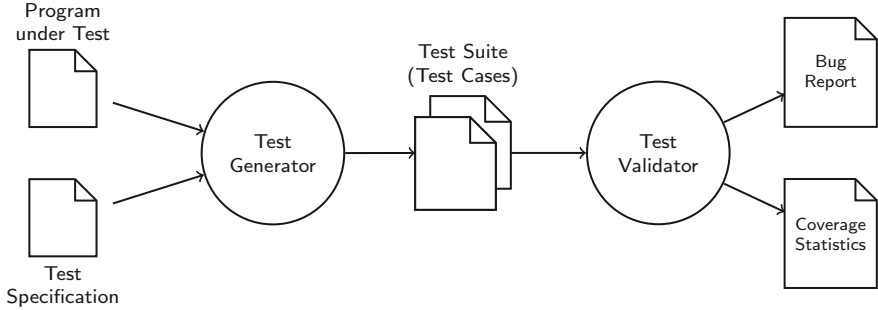 Program
under Test
Test
Specification
Test
Generator
Test Suite
(Test Cases)
Test
Validator
Bug
Report
Coverage
Statistics